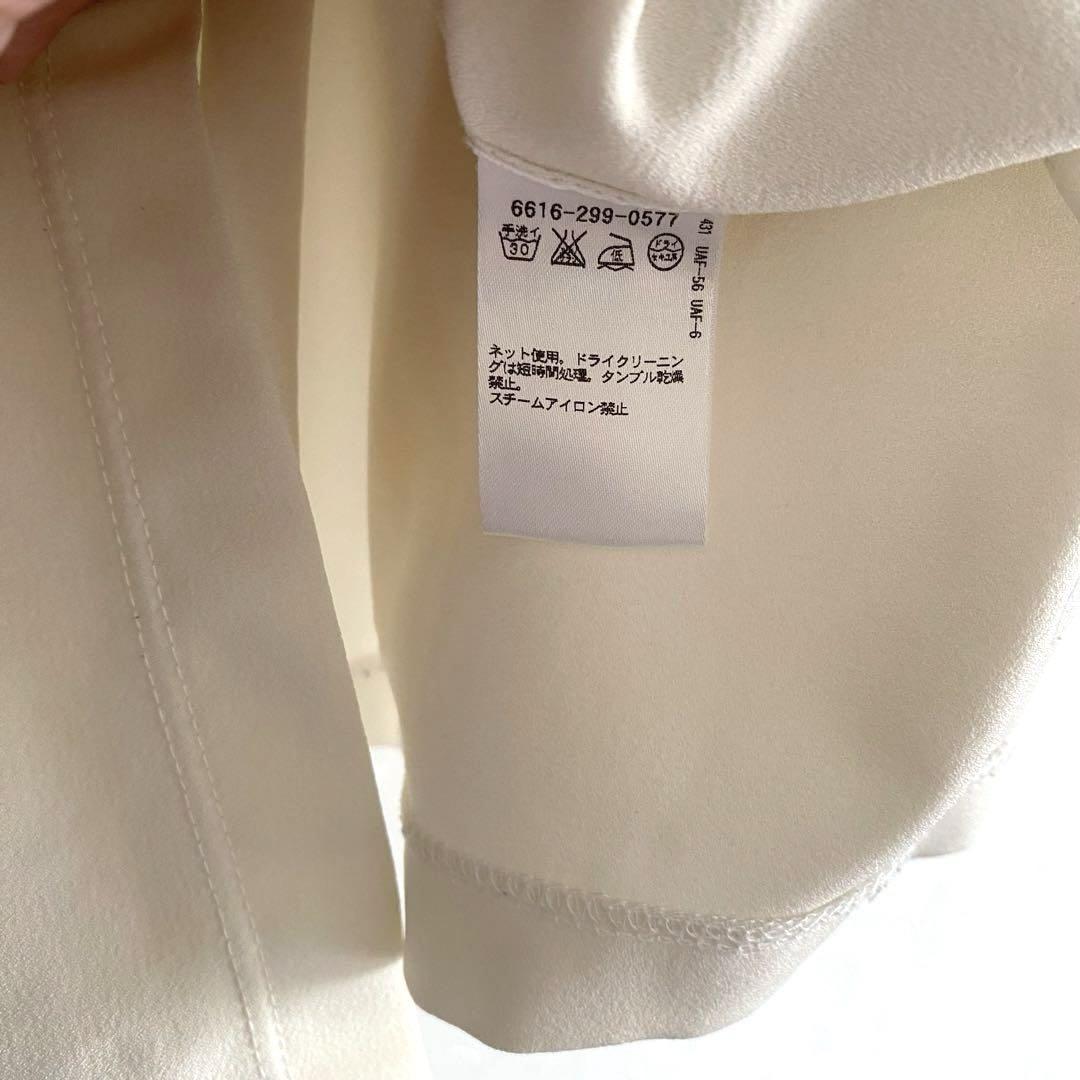 6616-299-0577
手洗イ
30
低
ドライ
セキユ系
ネット使用。ドライクリーニン
グは短時間処理。タンブル乾燥
禁止。
スチームアイロン禁止
431 UAF-56 UAF-6